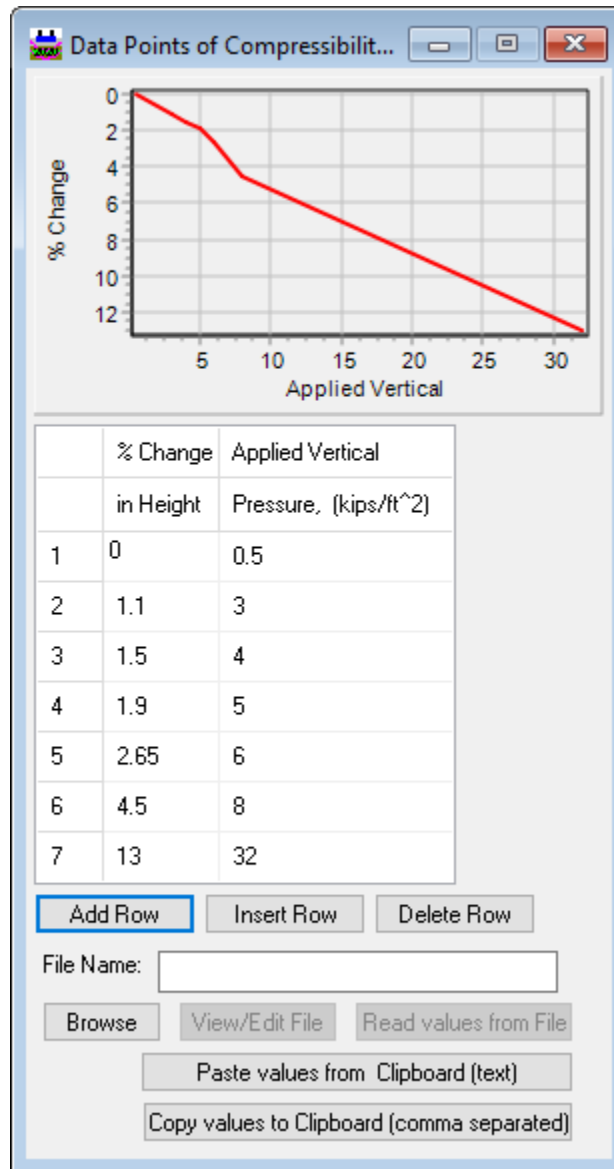 Data Points of Compressibilit...
0
2
4
6
8
10
12
% Change
5 10 15 20 25 30
Applied Vertical
% Change Applied Vertical
in Height Pressure, (kips/ft^2)
1 0 0.5
2 1.1 3
3 1.5 4
4 1.9 5
5 2.65 6
6 4.5 8
7 13 32
Add Row Insert Row Delete Row
File Name:
Browse View/Edit File Read values from File
Paste values from Clipboard (text)
Copy values to Clipboard (comma separated)